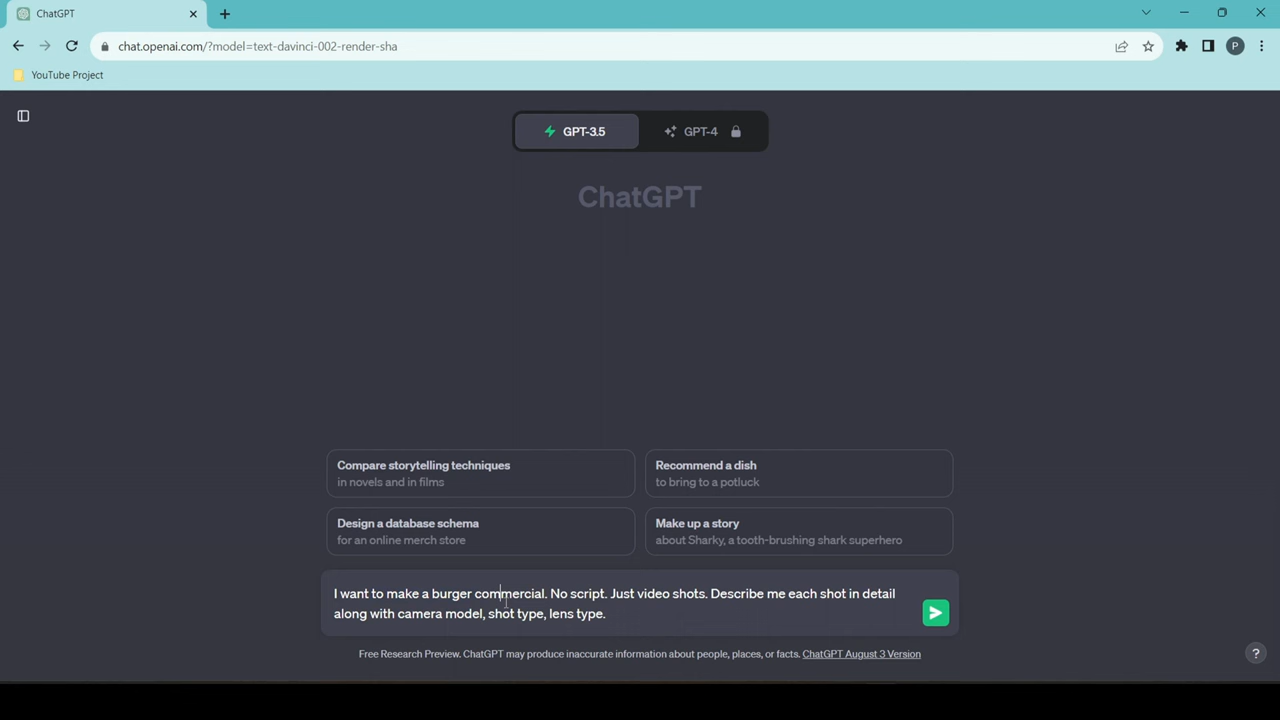 ChatGPT
chat.openai.com/?model=text-davinci-002-render-sha
P
YouTube Project
GPT-3.5
GPT-4
ChatGPT
Compare storytelling techniques
in novels and in films
Recommend a dish
to bring to a potluck
Design a database schema
for an online merch store
Make up a story
about Sharky, a tooth-brushing shark superhero
I want to make a burger commercial. No script. Just video shots. Describe me each shot in detail
along with camera model, shot type, lens type.
Free Research Preview. ChatGPT may produce inaccurate information about people, places, or facts. ChatGPT August 3 Version
?